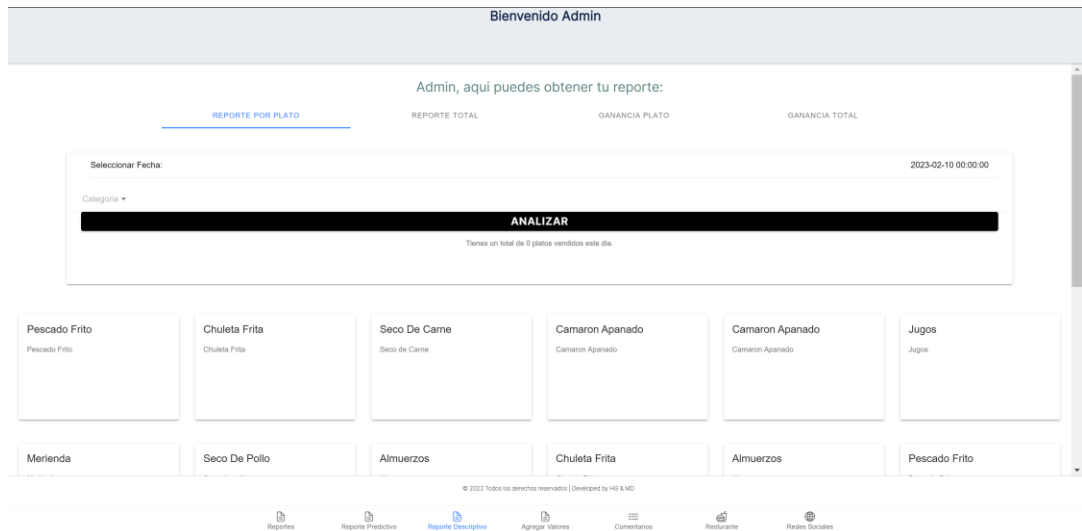 Bienvenido Admin
Admin, aqui puedes obtener tu reporte:
REPORTE POR PLATO
REPORTE TOTAL
GANANCIA PLATO
GANANCIA TOTAL
Seleccionar Fecha:
2023-02-10 00:00:00
Categoria
ANALIZAR
Tienes un total de 0 platos vendidos este dia.
Pescado Frito
Chuleta Frita
Seco De Carne
Camaron Apanado
Camaron Apanado
Jugos
Pescado Frito
Chuleta Frita
Seco de Carne
Camaron Apanado
Camaron Apanado
Jugos
Merienda
Seco De Pollo
Almuerzos
Chuleta Frita
Almuerzos
Pescado Frito
© 2022 Todos los derechos reservados | Developed by HG & MD
Reportes
Reporte Predictivo
Reporte Descriptivo
Agregar Valores
Comentarios
Resturante
Redes Sociales